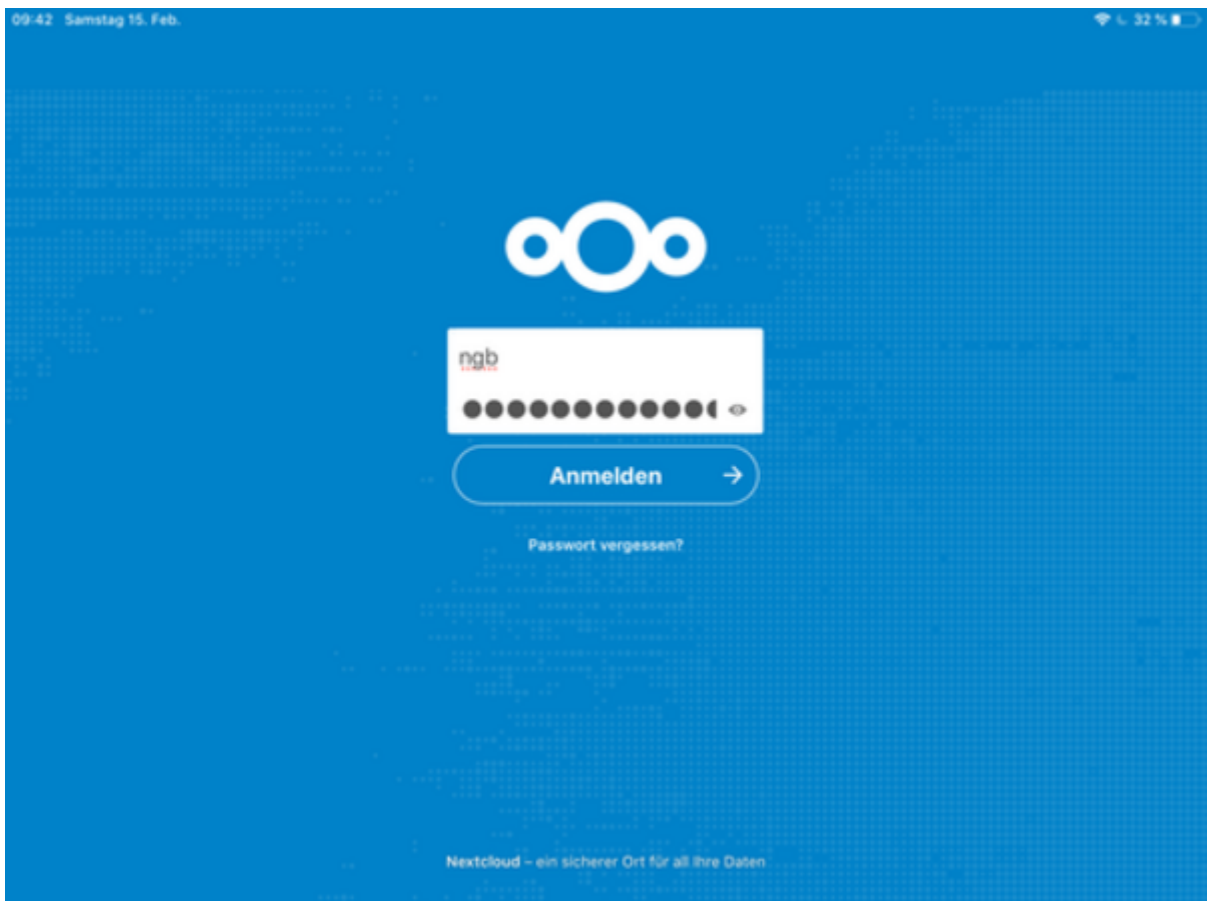 09:42 Samstag 15. Feb.
32 %
ngb
Anmelden
Passwort vergessen?
Nextcloud – ein sicherer Ort für all Ihre Daten